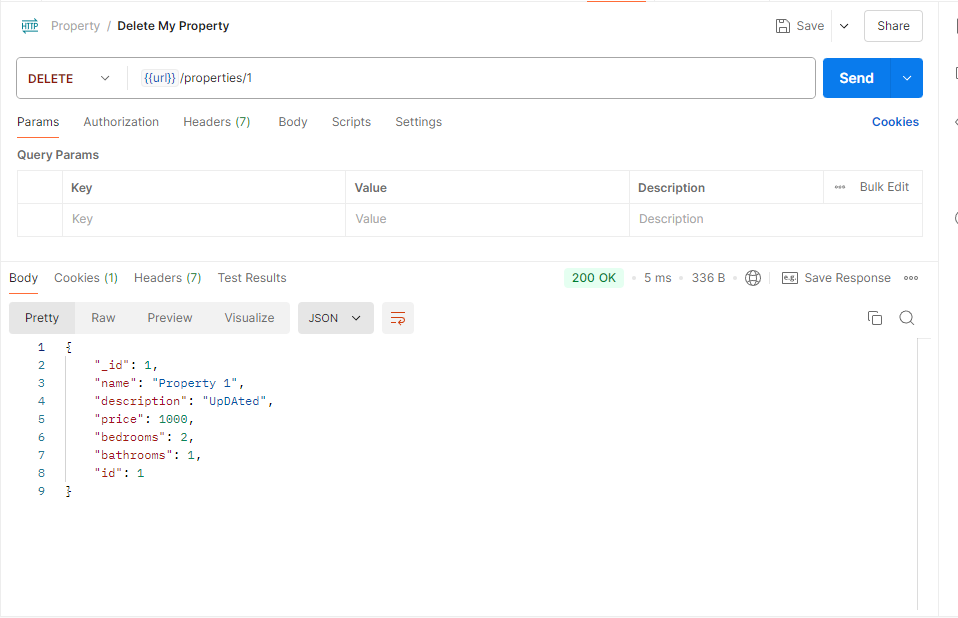 HTTP Property / Delete My Property Save Share
DELETE {{url}}/properties/1 Send
Params Authorization Headers (7) Body Scripts Settings Cookies
Query Params
Key Value Description Bulk Edit
Key Value Description
Body Cookies (1) Headers (7) Test Results 200 OK 5 ms 336 B e.g. Save Response
Pretty Raw Preview Visualize JSON
1 {
2 "_id": 1,
3 "name": "Property 1",
4 "description": "UpDAted",
5 "price": 1000,
6 "bedrooms": 2,
7 "bathrooms": 1,
8 "id": 1
9 }